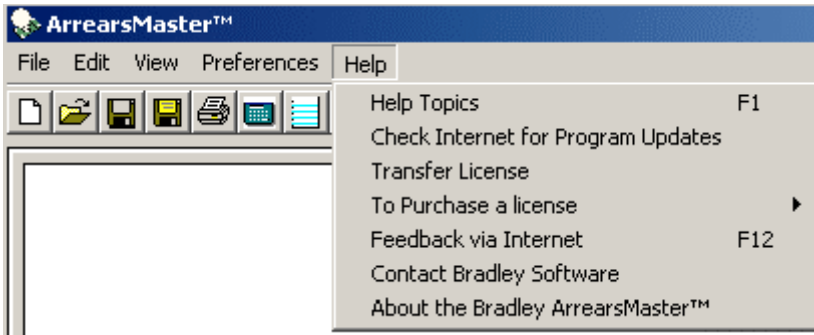 ArrearsMaster™
File Edit View Preferences Help
Help Topics F1
Check Internet for Program Updates
Transfer License
To Purchase a license
Feedback via Internet F12
Contact Bradley Software
About the Bradley ArrearsMaster™